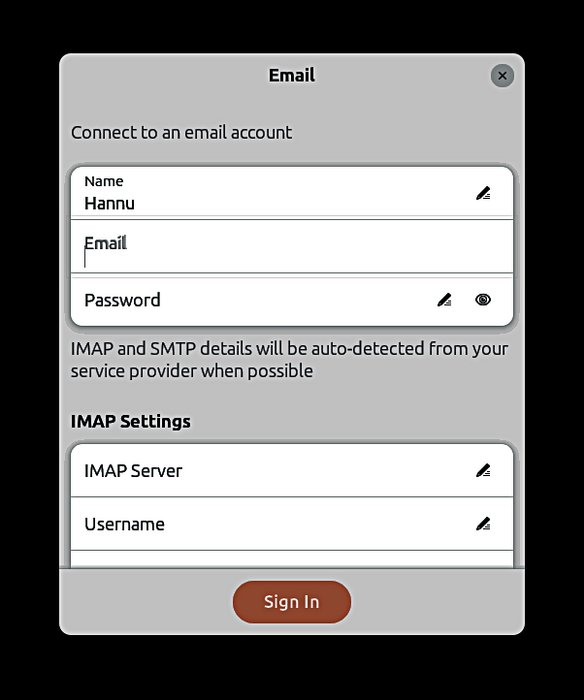 Email
Connect to an email account
Name
Hannu
Email
Password
IMAP and SMTP details will be auto-detected from your
service provider when possible
IMAP Settings
IMAP Server
Username
Sign In